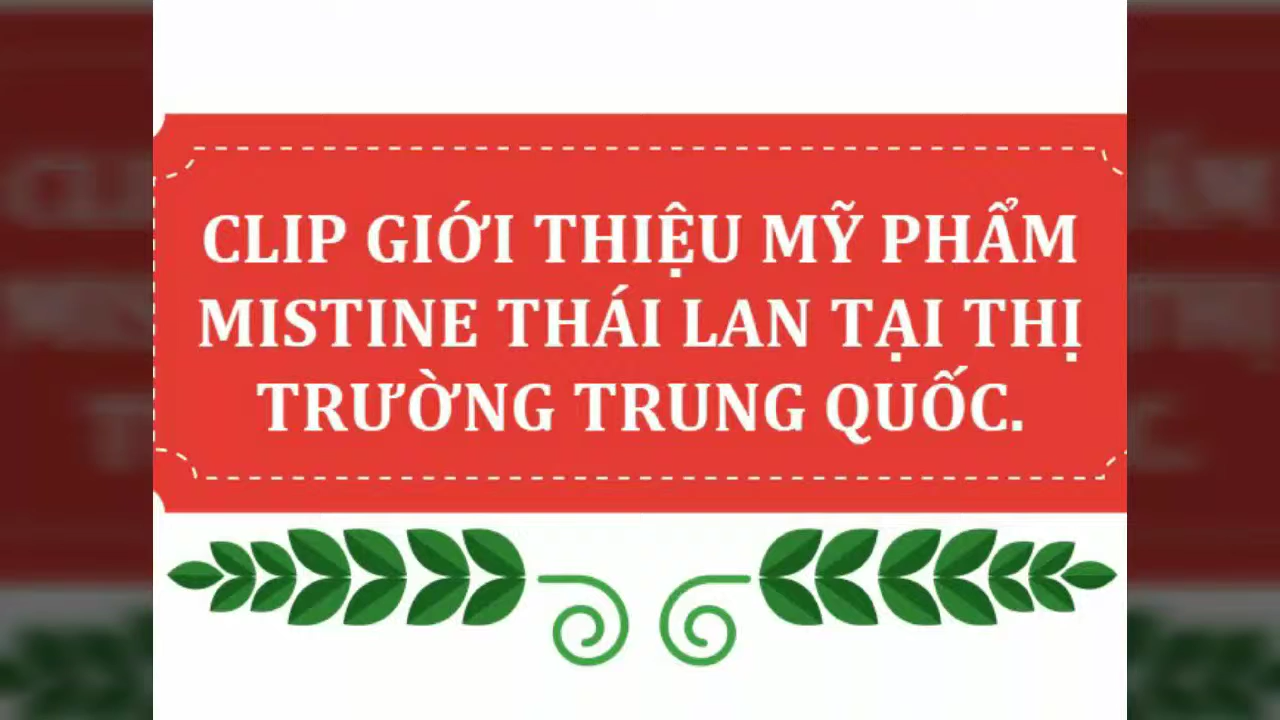 CLIP GIỚI THIỆU MỸ PHẨM
MISTINE THÁI LAN TẠI THỊ
TRƯỜNG TRUNG QUỐC.